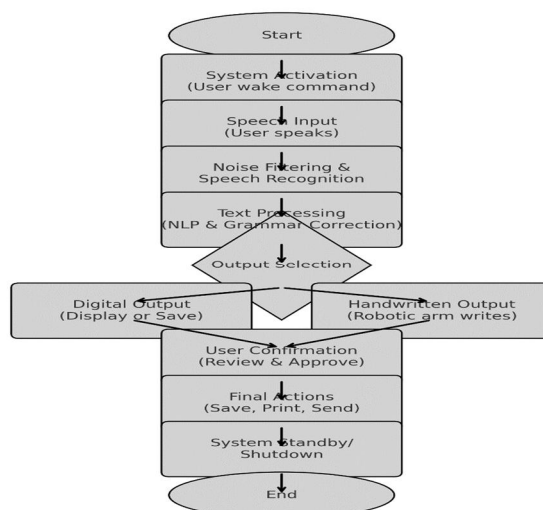 Start
System Activation
(User wake command)
Speech Input
(User speaks)
Noise Filtering &
Speech Recognition
Text Processing
(NLP & Grammar Correction)
Output Selection
Digital Output
(Display or Save)
Handwritten Output
(Robotic arm writes)
User Confirmation
(Review & Approve)
Final Actions
(Save, Print, Send)
System Standby/
Shutdown
End